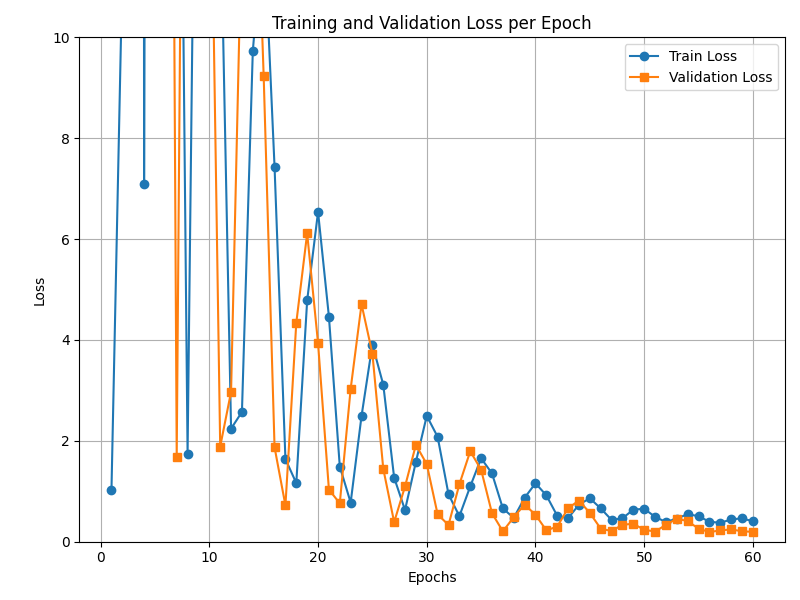 Training and Validation Loss per Epoch
10
8
6
4
2
0
Loss
Train Loss
Validation Loss
0 10 20 30 40 50 60
Epochs